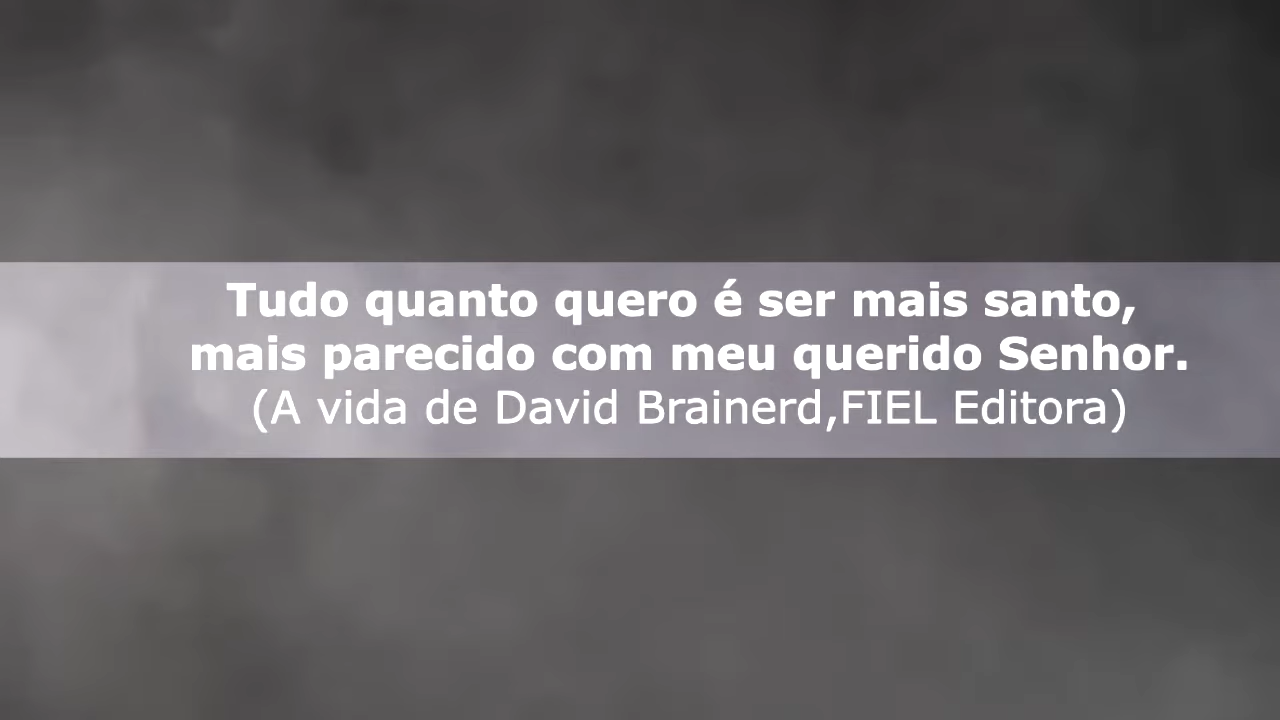 Tudo quanto quero é ser mais santo,
mais parecido com meu querido Senhor.
(A vida de David Brainerd,FIEL Editora)